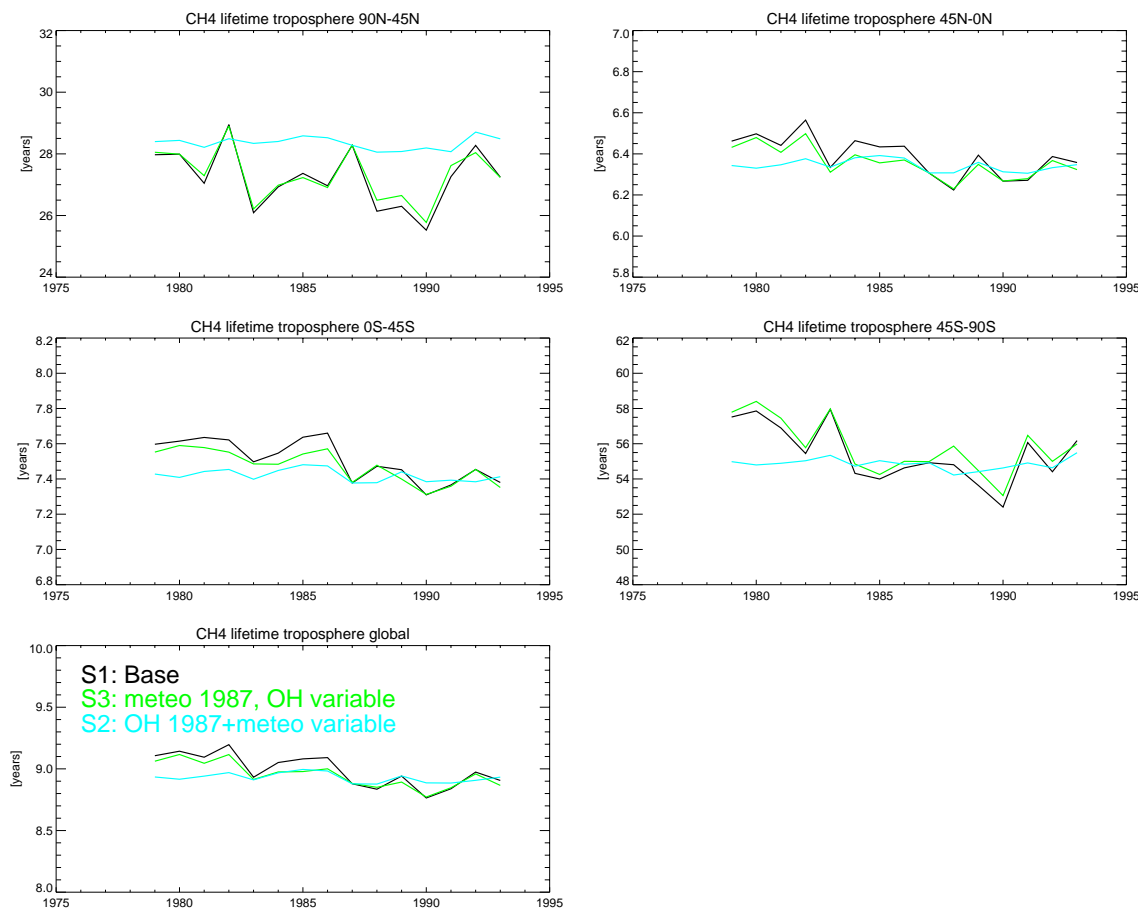 CH4 lifetime troposphere 90N-45N
32
30
28
26
24
[years]
1975 1980 1985 1990 1995
CH4 lifetime troposphere 45N-0N
7.0
6.8
6.6
6.4
6.2
6.0
5.8
[years]
1975 1980 1985 1990 1995
CH4 lifetime troposphere 0S-45S
8.2
8.0
7.8
7.6
7.4
7.2
7.0
6.8
[years]
1975 1980 1985 1990 1995
CH4 lifetime troposphere 45S-90S
62
60
58
56
54
52
50
48
[years]
1975 1980 1985 1990 1995
CH4 lifetime troposphere global
10.0
9.5
9.0
8.5
8.0
[years]
S1: Base
S3: meteo 1987, OH variable
S2: OH 1987+meteo variable
1975 1980 1985 1990 1995